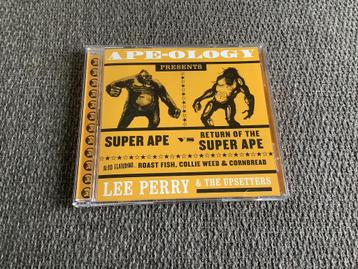 APE-OLOGY
PRESENTS
SUPER APE VS RETURN OF THE SUPER APE
ALSO FEATURING... ROAST FISH, COLLIE WEED & CORNBREAD
LEE PERRY & THE UPSETTERS